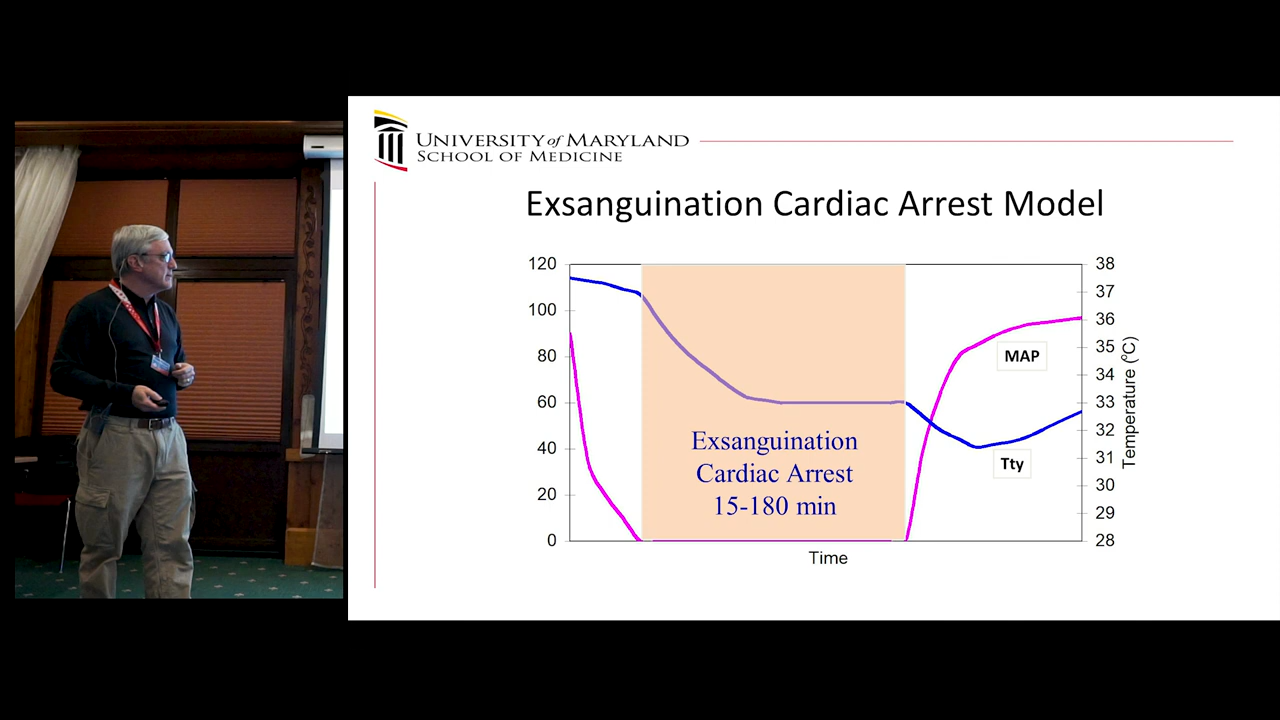 UNIVERSITY of MARYLAND
SCHOOL OF MEDICINE
Exsanguination Cardiac Arrest Model
120
100
80
60
40
20
0
38
37
36
35
34
33
32
31
30
29
28
Temperature (°C)
MAP
Tty
Exsanguination
Cardiac Arrest
15-180 min
Time